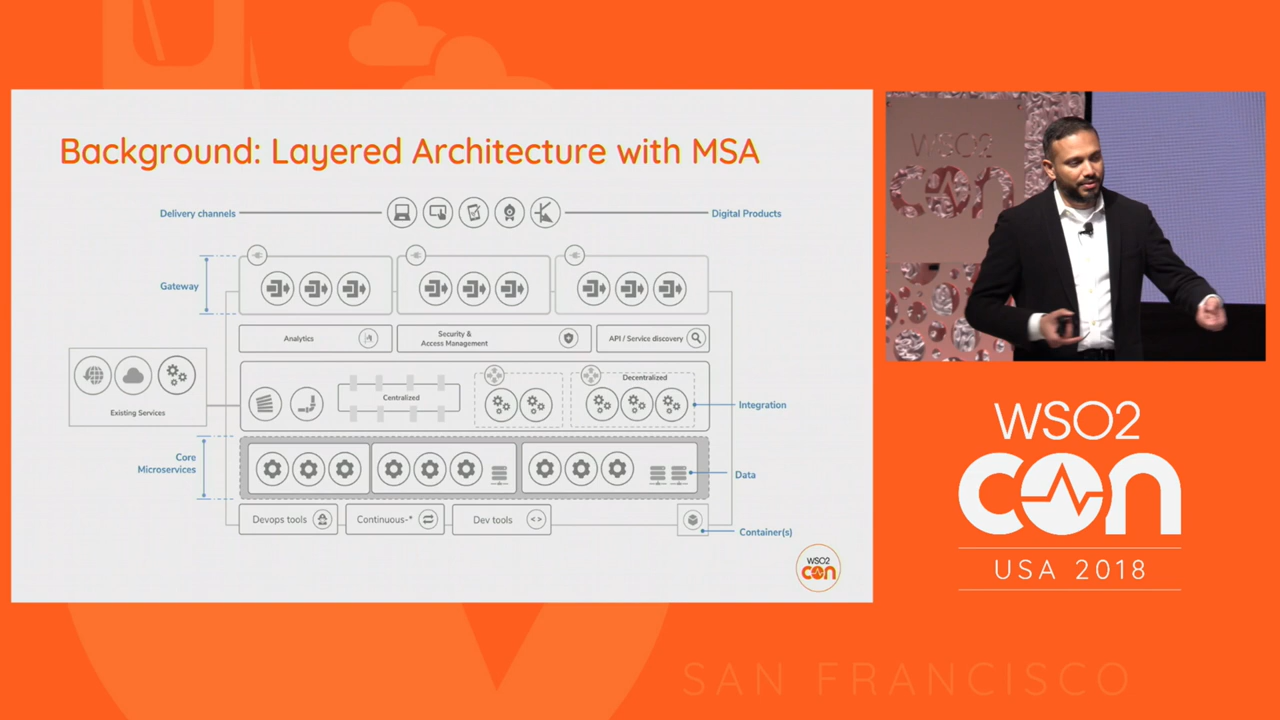 Background: Layered Architecture with MSA
Delivery channels
Digital Products
Gateway
Analytics
Security &
Access Management
API / Service discovery
Existing Services
Centralized
Decentralized
Integration
Core
Microservices
Data
Devops tools
Continuous-*
Dev tools
Container(s)
WSO2
CON
WSO2
CON
WSO2
CON
USA 2018
SAN FRANCISCO